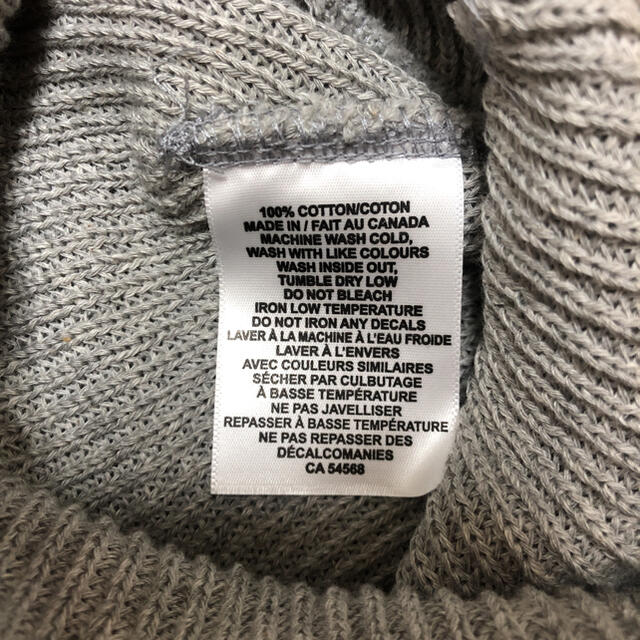 100% COTTON/COTON
MADE IN / FAIT AU CANADA
MACHINE WASH COLD,
WASH WITH LIKE COLOURS
WASH INSIDE OUT,
TUMBLE DRY LOW
DO NOT BLEACH
IRON LOW TEMPERATURE
DO NOT IRON ANY DECALS
LAVER À LA MACHINE À L'EAU FROIDE
LAVER À L'ENVERS
AVEC COULEURS SIMILAIRES
SÉCHER PAR CULBUTAGE
À BASSE TEMPÉRATURE
NE PAS JAVELLISER
REPASSER À BASSE TEMPÉRATURE
NE PAS REPASSER DES
DÉCALCOMANIES
CA 54568